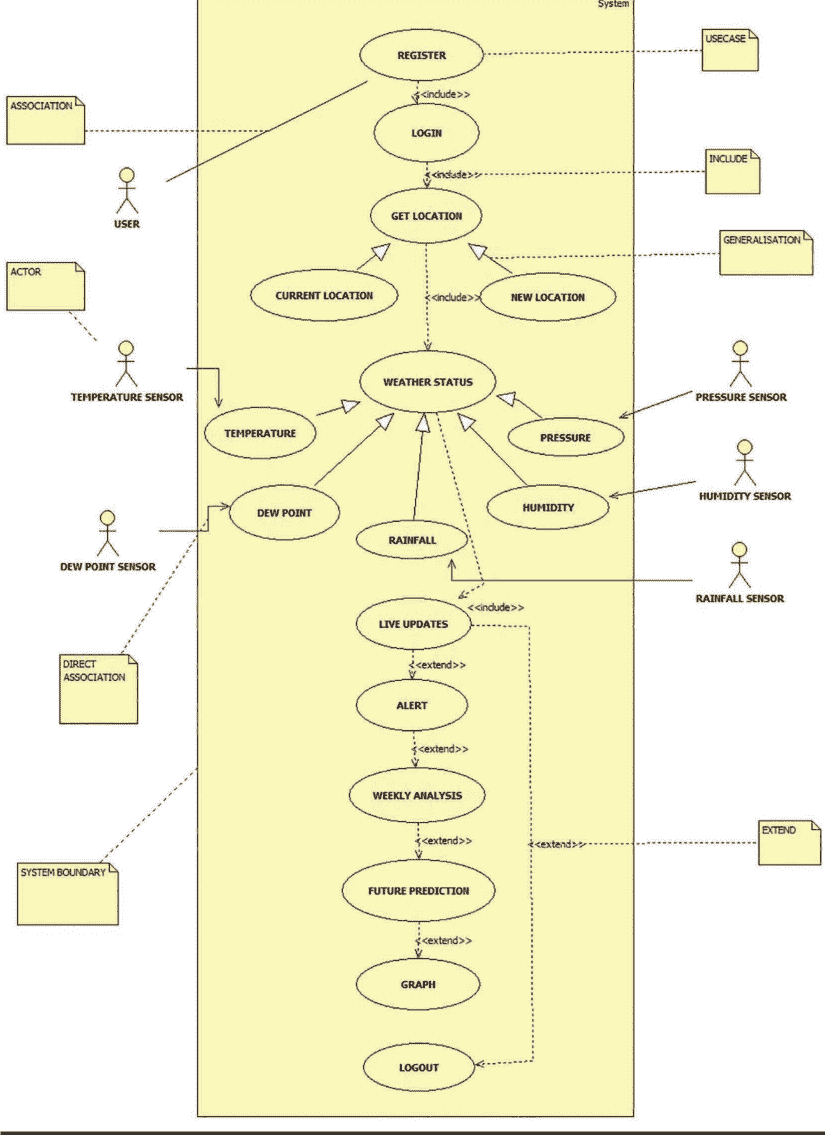 System
REGISTER
USECASE
<<include>>
ASSOCIATION
LOGIN
<<include>>
INCLUDE
USER
GET LOCATION
GENERALISATION
ACTOR
CURRENT LOCATION
<<include>>
NEW LOCATION
WEATHER STATUS
TEMPERATURE SENSOR
PRESSURE SENSOR
TEMPERATURE
PRESSURE
HUMIDITY SENSOR
DEW POINT
HUMIDITY
RAINFALL
DEW POINT SENSOR
RAINFALL SENSOR
<<include>>
LIVE UPDATES
DIRECT
ASSOCIATION
<<extend>>
ALERT
<<extend>>
WEEKLY ANALYSIS
EXTEND
<<extend>>
<<extend>>
SYSTEM BOUNDARY
FUTURE PREDICTION
<<extend>>
GRAPH
LOGOUT